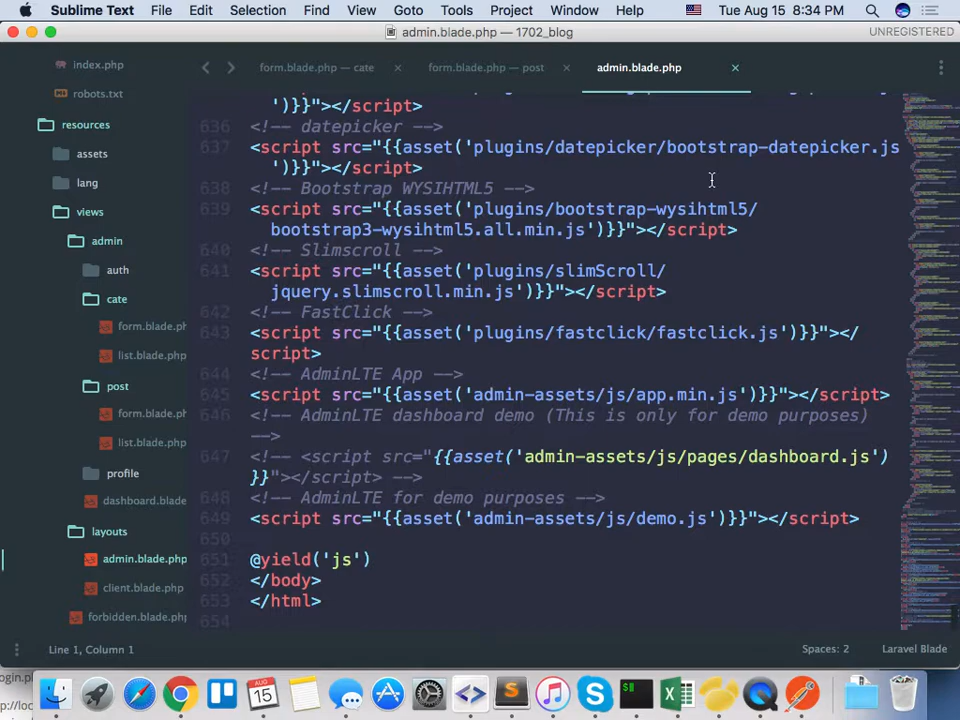 Sublime Text File Edit Selection Find View Goto Tools Project Window Help Tue Aug 15 8:34 PM
admin.blade.php — 1702_blog
UNREGISTERED
index.php
robots.txt
resources
assets
lang
views
admin
auth
cate
form.blade.ph
list.blade.php
post
form.blade.ph
list.blade.php
profile
dashboard.blade
layouts
admin.blade.php
client.blade.php
forbidden.blade.php
form.blade.php — cate
form.blade.php — post
admin.blade.php
')}}"></script>
636 <!-- datepicker -->
637 <script src="{{asset('plugins/datepicker/bootstrap-datepicker.js
')}}"></script>
638 <!-- Bootstrap WYSIHTML5 -->
639 <script src="{{asset('plugins/bootstrap-wysihtml5/
bootstrap3-wysihtml5.all.min.js')}}"></script>
640 <!-- Slimscroll -->
641 <script src="{{asset('plugins/slimScroll/
jquery.slimscroll.min.js')}}"></script>
642 <!-- FastClick -->
643 <script src="{{asset('plugins/fastclick/fastclick.js')}}"></
script>
644 <!-- AdminLTE App -->
645 <script src="{{asset('admin-assets/js/app.min.js')}}"></script>
646 <!-- AdminLTE dashboard demo (This is only for demo purposes)
-->
647 <!-- <script src="{{asset('admin-assets/js/pages/dashboard.js')
}}"></script> -->
648 <!-- AdminLTE for demo purposes -->
649 <script src="{{asset('admin-assets/js/demo.js')}}"></script>
650
651 @yield('js')
652 </body>
653 </html>
654
Line 1, Column 1
Spaces: 2
Laravel Blade
ogin.p
p://loc
AUG
15